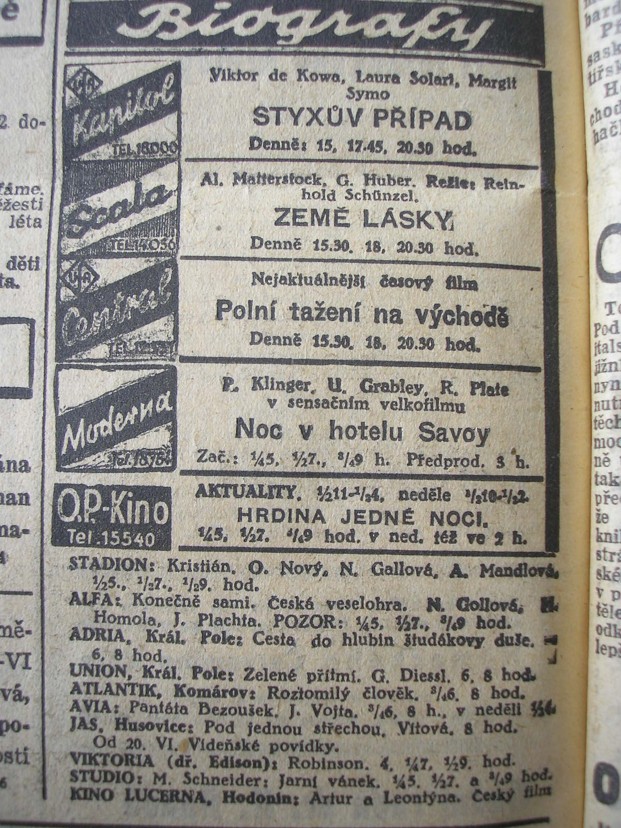 Biografy
Ufa
Kapitol
TEL.18000
Viktor de Kowa, Laura Solari, Margit
Symo
STYXŮV PŘÍPAD
Denně: 15, 17.45, 20.30 hod.
Scala
TEL.14.056
Al. Matterstock, G. Huber. Režie: Rein-
hold Schünzel.
ZEMĚ LÁSKY
Denně 15.30, 18, 20.30 hod.
Ufa
Central
Nejaktuálnější časový film
Polní tažení na východě
Denně 15.30, 18, 20.30 hod.
Moderna
P. Klinger, U. Grabley, R. Plate
v sensačním velkofilmu
Noc v hotelu Savoy
Zač.: ¼5, ½7., ¾9 h. Předprod. 3 h.
O.P.-Kino
Tel.15540
AKTUALITY. ½11-¾4, neděle ½10-½2.
HRDINA JEDNÉ NOCI.
¼5, ½7. ¾9 hod. v ned. též ve 2 h.
STADION: Kristián. O. Nový, N. Gallová, A. Mandlová,
½5., ½7., ½9. hod.
ALFA: Konečně sami. Česká veselohra. N. Gollová,
Homola, J. Plachta. POZOR: ¼5, ½7., ¾9 hod.
ADRIA, Král. Pole: Cesta do hlubin študákovy duše.
6, 8 hod.
UNION, Král. Pole: Zelené přítmí. G. Diessl. 6, 8 hod.
ATLANTIK, Komárov: Roztomilý člověk. ¾6. 8 hod.
AVIA: Pantáta Bezoušek. J. Vojta. ¾6, 8 h., v neděli
JAS, Husovice: Pod jednou střechou, Vítová, 8 hod.
Od 20. VI. Vídeňské povídky.
VIKTORIA (dř. Edison): Robinson. 4, ¼7, ½9. hod.
STUDIO: M. Schneider: Jarní vánek. ¼5, ½7. a ¾9 hod.
KINO LUCERNA, Hodonín: Artur a Leontýna. Český film